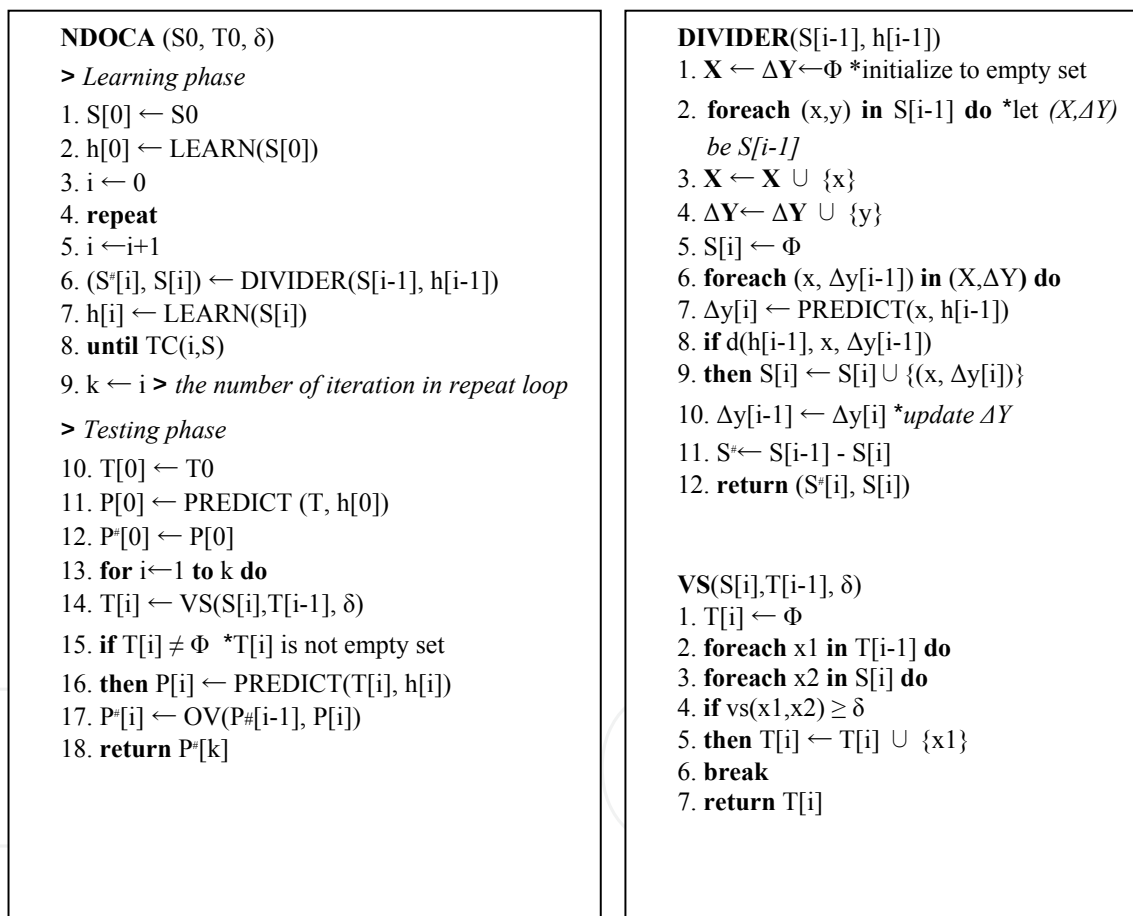 NDOCA (S0, T0, δ)
> Learning phase
1. S[0] ← S0
2. h[0] ← LEARN(S[0])
3. i ← 0
4. repeat
5. i ←i+1
6. (S#[i], S[i]) ← DIVIDER(S[i-1], h[i-1])
7. h[i] ← LEARN(S[i])
8. until TC(i,S)
9. k ← i > the number of iteration in repeat loop
> Testing phase
10. T[0] ← T0
11. P[0] ← PREDICT (T, h[0])
12. P#[0] ← P[0]
13. for i←1 to k do
14. T[i] ← VS(S[i],T[i-1], δ)
15. if T[i] ≠ Φ *T[i] is not empty set
16. then P[i] ← PREDICT(T[i], h[i])
17. P#[i] ← OV(P#[i-1], P[i])
18. return P#[k]
DIVIDER(S[i-1], h[i-1])
1. X ← ΔY←Φ *initialize to empty set
2. foreach (x,y) in S[i-1] do *let (X,ΔY)
be S[i-1]
3. X ← X ∪ {x}
4. ΔY← ΔY ∪ {y}
5. S[i] ← Φ
6. foreach (x, Δy[i-1]) in (X,ΔY) do
7. Δy[i] ← PREDICT(x, h[i-1])
8. if d(h[i-1], x, Δy[i-1])
9. then S[i] ← S[i]∪{(x, Δy[i])}
10. Δy[i-1] ← Δy[i] *update ΔY
11. S#← S[i-1] - S[i]
12. return (S#[i], S[i])
VS(S[i],T[i-1], δ)
1. T[i] ← Φ
2. foreach x1 in T[i-1] do
3. foreach x2 in S[i] do
4. if vs(x1,x2) ≥ δ
5. then T[i] ← T[i] ∪ {x1}
6. break
7. return T[i]